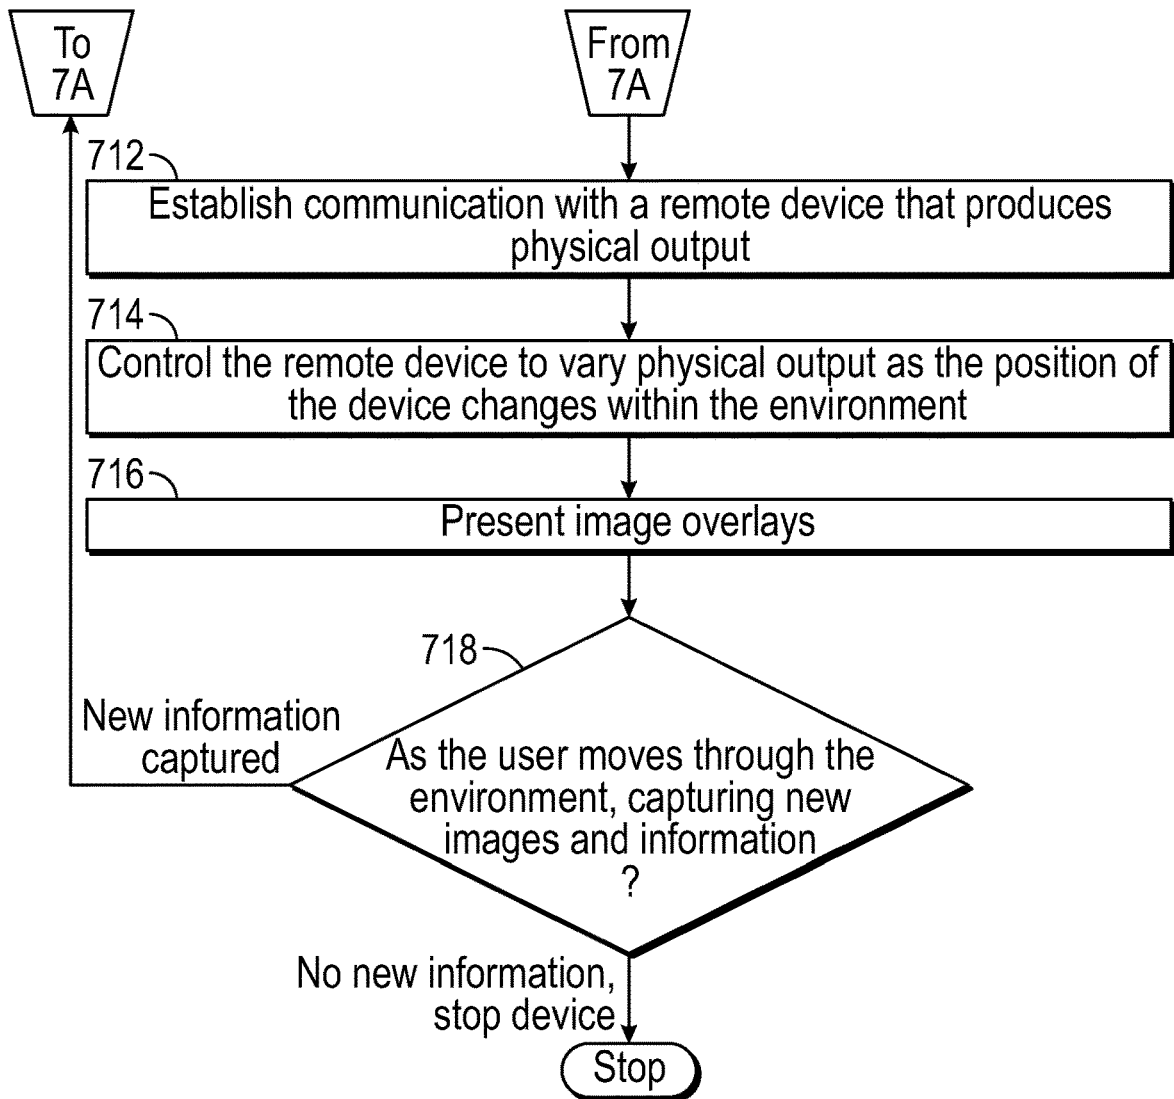 To
7A
From
7A
712
Establish communication with a remote device that produces
physical output
714
Control the remote device to vary physical output as the position of
the device changes within the environment
716
Present image overlays
718
New information
captured
As the user moves through the
environment, capturing new
images and information
?
No new information,
stop device
Stop